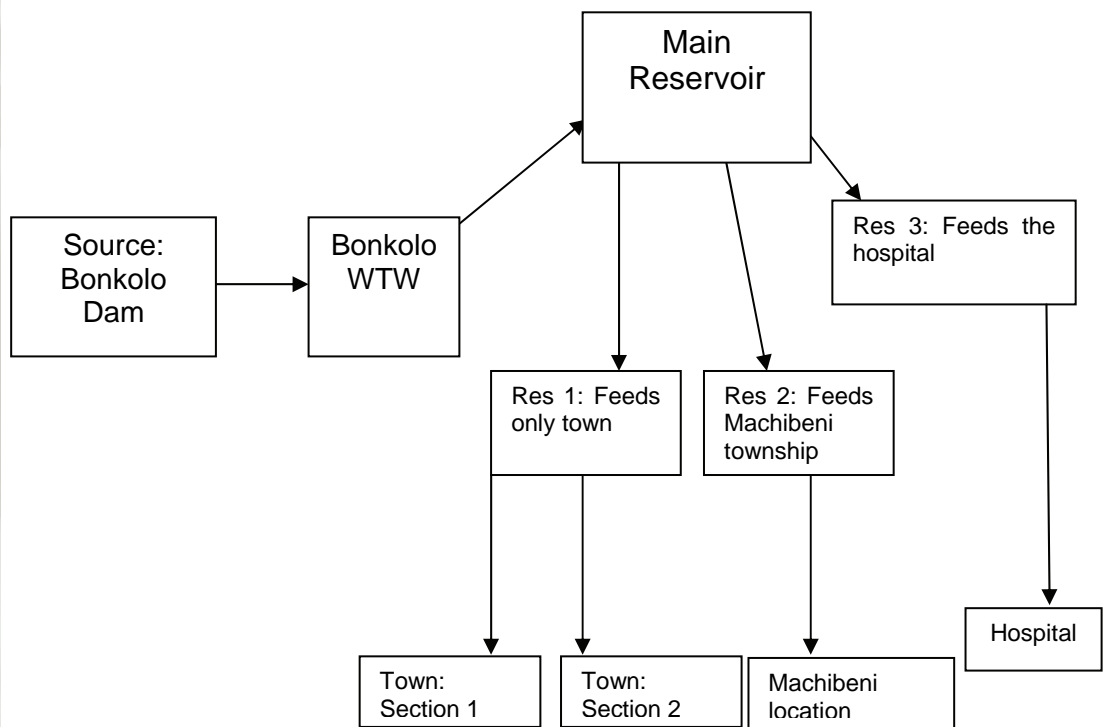 Main
Reservoir
Source:
Bonkolo
Dam
Bonkolo
WTW
Res 3: Feeds the
hospital
Res 1: Feeds
only town
Res 2: Feeds
Machibeni
township
Hospital
Town:
Section 1
Town:
Section 2
Machibeni
location